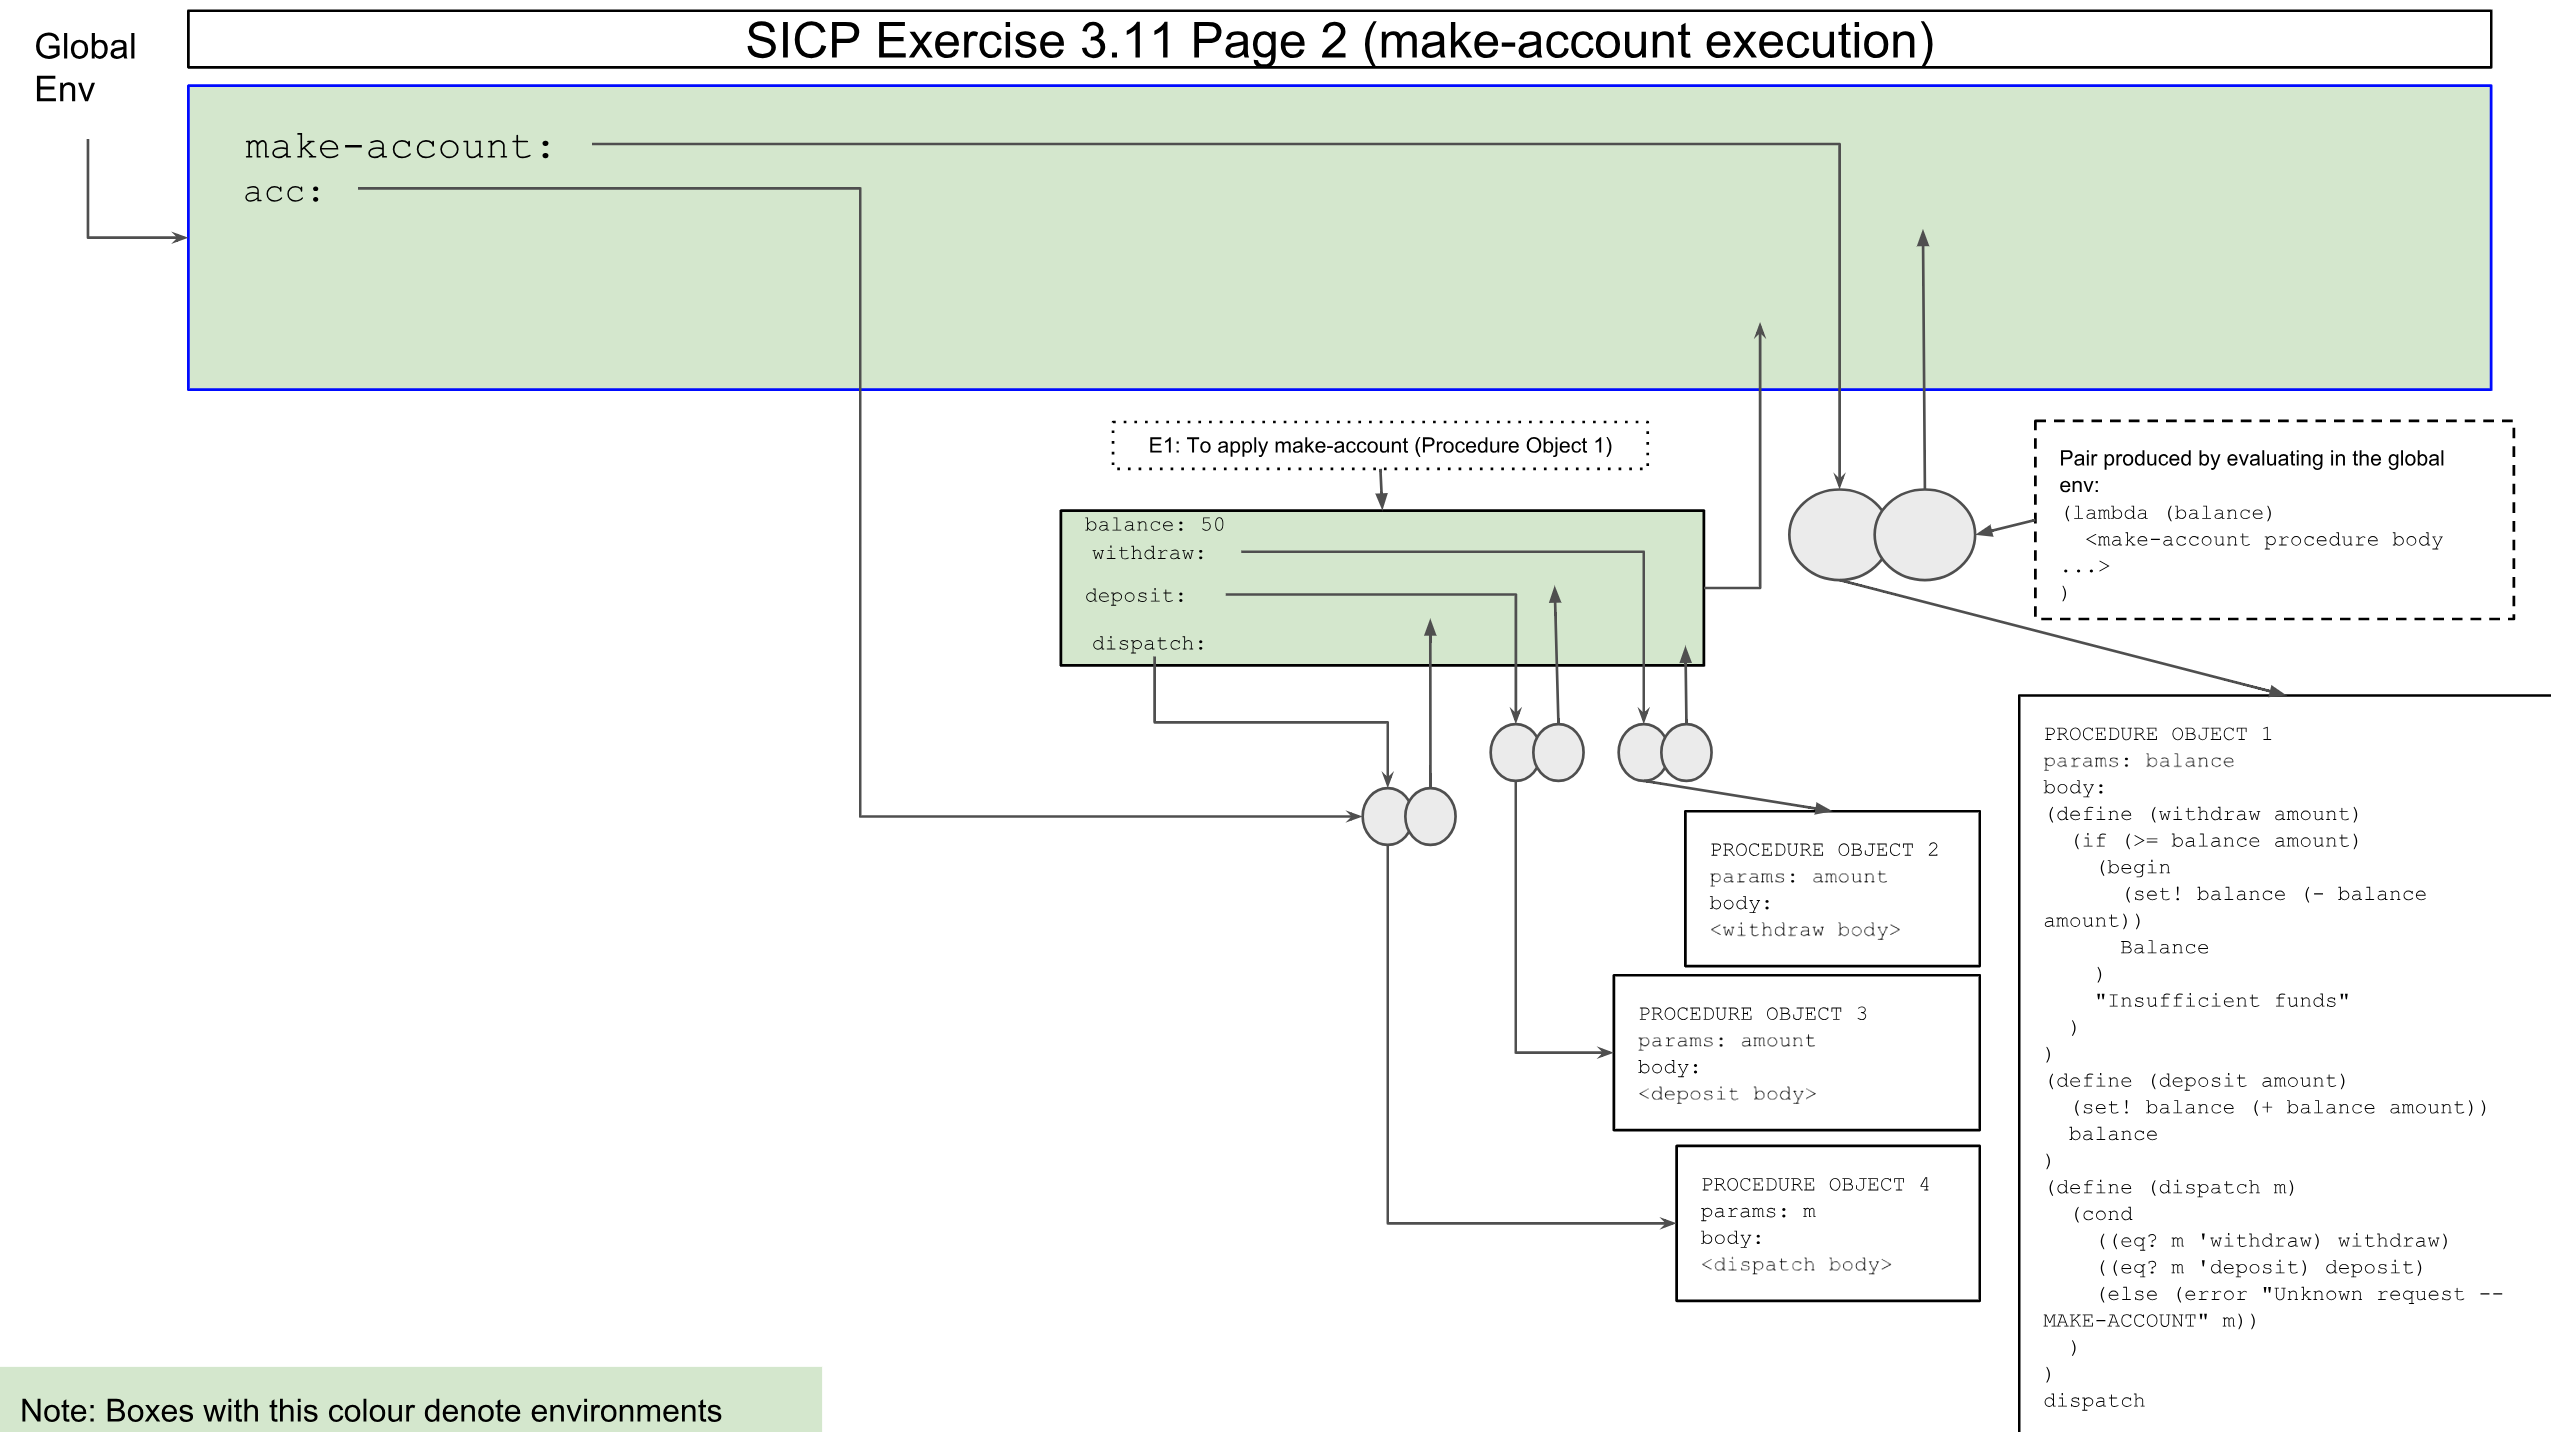 SICP Exercise 3.11 Page 2 (make-account execution)
Global
Env
make-account:
acc:
E1: To apply make-account (Procedure Object 1)
balance: 50
withdraw:
deposit:
dispatch:
Pair produced by evaluating in the global
env:
(lambda (balance)
<make-account procedure body
...>
)
PROCEDURE OBJECT 1
params: balance
body:
(define (withdraw amount)
(if (>= balance amount)
(begin
(set! balance (- balance
amount))
Balance
)
"Insufficient funds"
)
)
(define (deposit amount)
(set! balance (+ balance amount))
balance
)
(define (dispatch m)
(cond
((eq? m 'withdraw) withdraw)
((eq? m 'deposit) deposit)
(else (error "Unknown request --
MAKE-ACCOUNT" m))
)
)
dispatch
PROCEDURE OBJECT 2
params: amount
body:
<withdraw body>
PROCEDURE OBJECT 3
params: amount
body:
<deposit body>
PROCEDURE OBJECT 4
params: m
body:
<dispatch body>
Note: Boxes with this colour denote environments